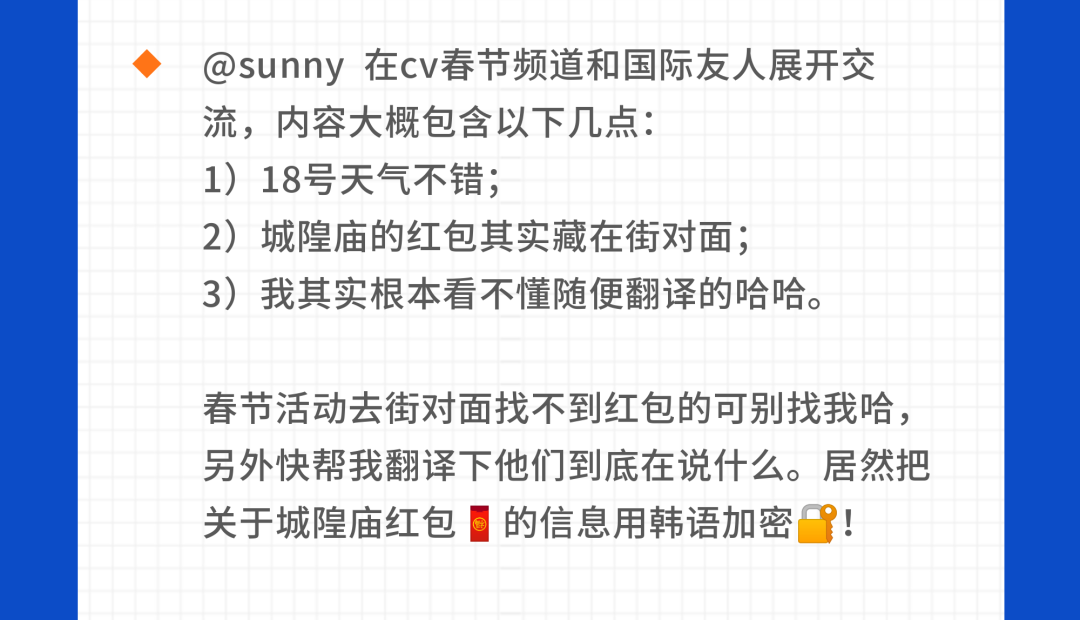 @sunny 在cv春节频道和国际友人展开交
流，内容大概包含以下几点：
1）18号天气不错；
2）城隍庙的红包其实藏在街对面；
3）我其实根本看不懂随便翻译的哈哈。
春节活动去街对面找不到红包的可别找我哈，
另外快帮我翻译下他们到底在说什么。居然把
关于城隍庙红包🧧的信息用韩语加密🔐！